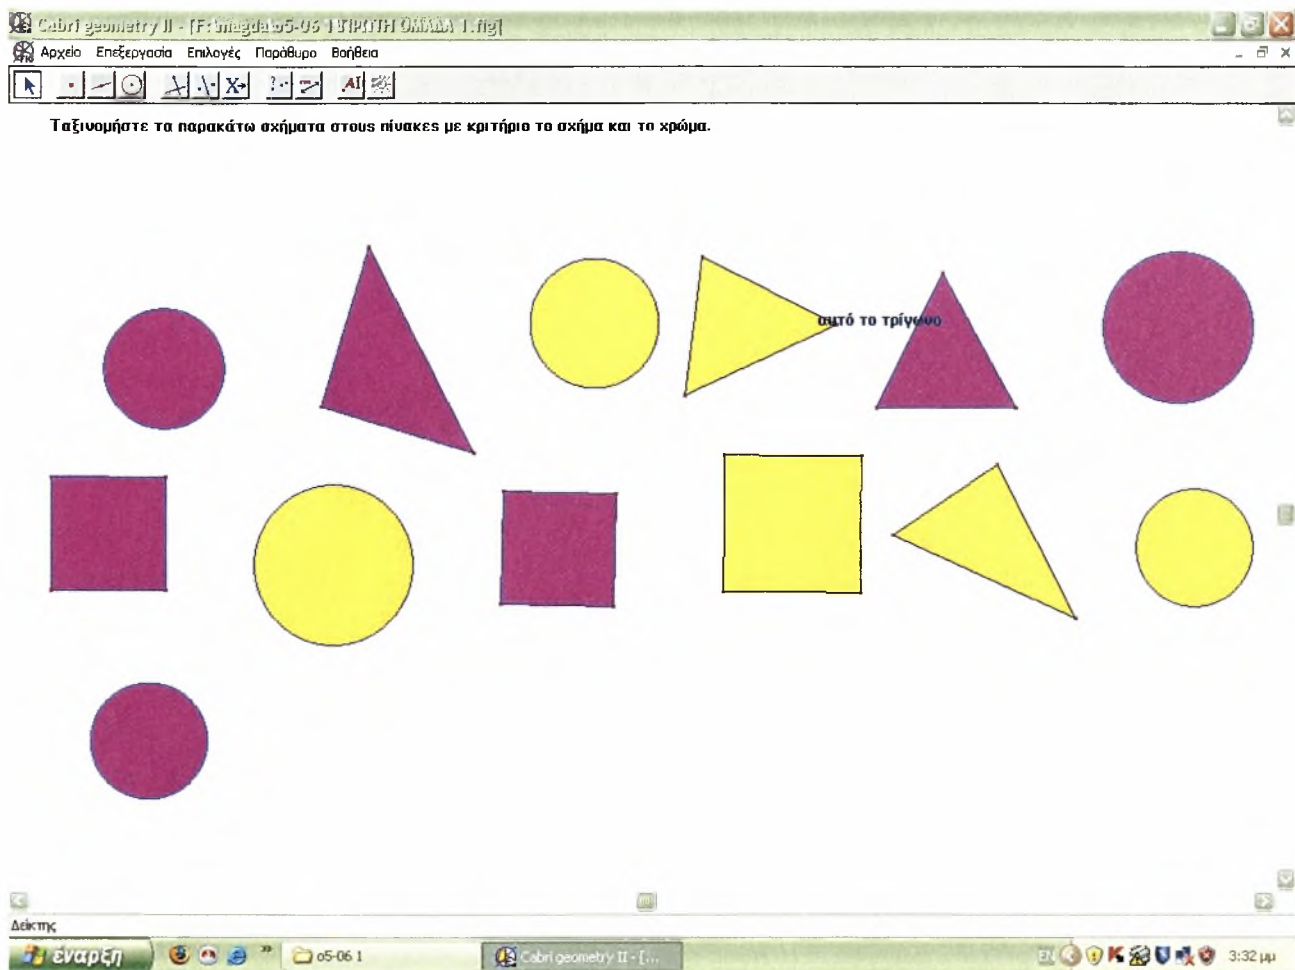 Cabri geometry II - [F:\magda\o5-06 1\ΠΡΩΤΗ ΟΜΑΔΑ 1.fig]
Αρχείο Επεξεργασία Επιλογές Παράθυρο Βοήθεια
Ταξινομήστε τα παρακάτω σχήματα στους πίνακες με κριτήριο το σχήμα και το χρώμα.
αυτό το τρίγωνο
Δείκτης
έναρξη » o5-06 1 Cabri geometry II - [... EN 3:32 μμ